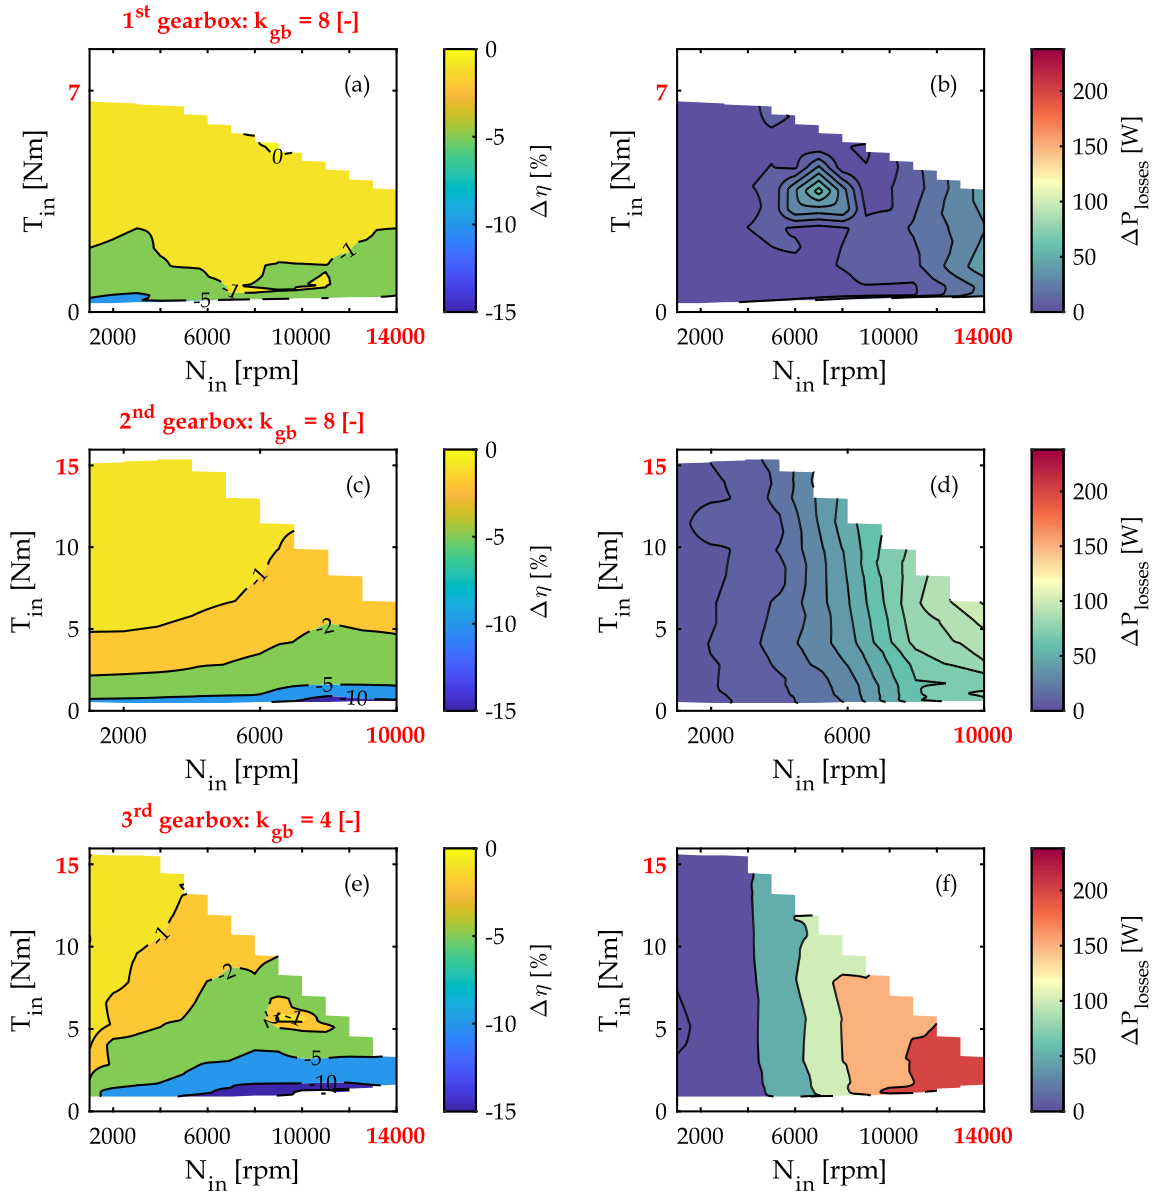 1st gearbox: kgb = 8 [-]
(a)
7
0
Tin [Nm]
2000 6000 10000 14000
Nin [rpm]
0
-1
-1
-5
0
-5
-10
-15
Δη [%]
(b)
7
0
Tin [Nm]
2000 6000 10000 14000
Nin [rpm]
200
150
100
50
0
ΔPlosses [W]
2nd gearbox: kgb = 8 [-]
(c)
15
10
5
0
Tin [Nm]
2000 6000 10000
Nin [rpm]
-1
-2
-5
-10
0
-5
-10
-15
Δη [%]
(d)
15
10
5
0
Tin [Nm]
2000 6000 10000
Nin [rpm]
200
150
100
50
0
ΔPlosses [W]
3rd gearbox: kgb = 4 [-]
(e)
15
10
5
0
Tin [Nm]
2000 6000 10000 14000
Nin [rpm]
-1
-2
-1
-5
-10
0
-5
-10
-15
Δη [%]
(f)
15
10
5
0
Tin [Nm]
2000 6000 10000 14000
Nin [rpm]
200
150
100
50
0
ΔPlosses [W]